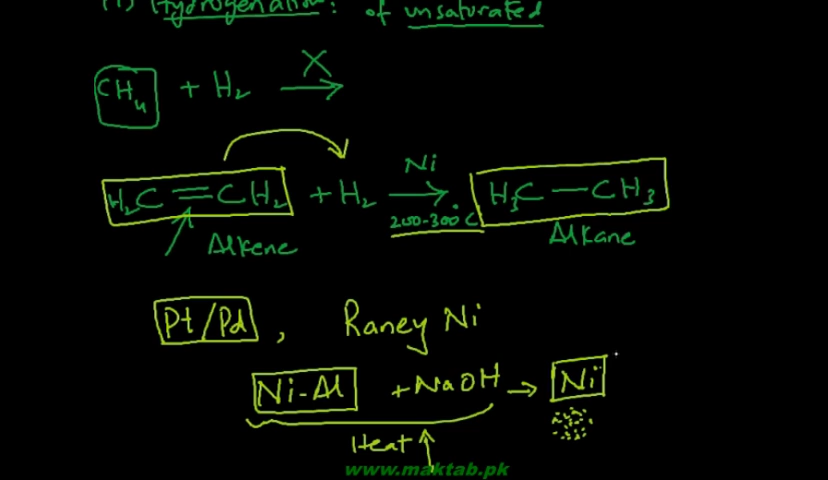 (1) Hydrogenation: of unsaturated
CH₄ + H₂ →
X
H₂C=CH₂ + H₂ → H₃C—CH₃
Ni
200-300°C
Alkene
Alkane
Pt/Pd, Raney Ni
Ni-Al + NaOH → Ni
Heat
www.maktab.pk